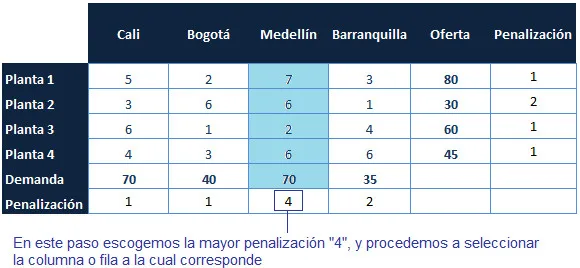 Cali Bogotá Medellín Barranquilla Oferta Penalización
Planta 1 5 2 7 3 80 1
Planta 2 3 6 6 1 30 2
Planta 3 6 1 2 4 60 1
Planta 4 4 3 6 6 45 1
Demanda 70 40 70 35
Penalización 1 1 4 2
En este paso escogemos la mayor penalización "4", y procedemos a seleccionar
la columna o fila a la cual corresponde